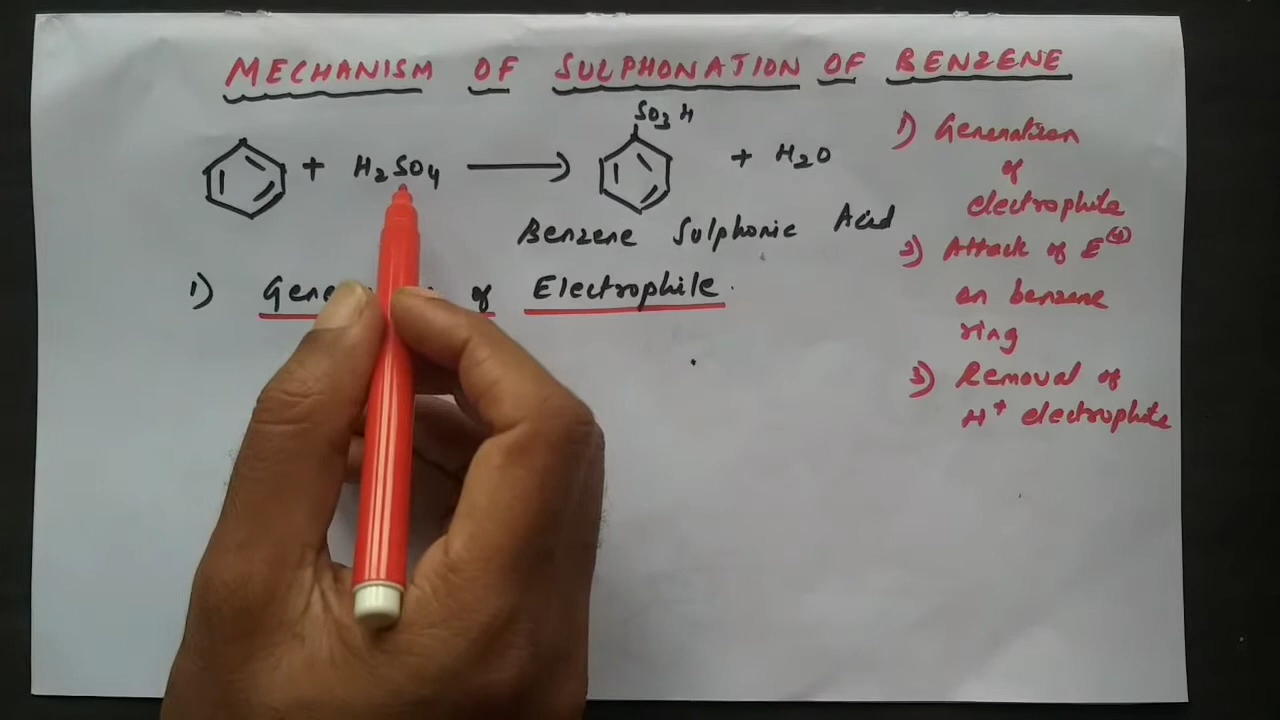 MECHANISM OF SULPHONATION OF BENZENE
+ H2SO4 ⟶ SO3H + H2O
Benzene Sulphonic Acid
1) of Electrophile.
1) Generation
of
electrophile
2) Attack of E(+)
on benzene
ring
3) Removal of
H+ electrophile